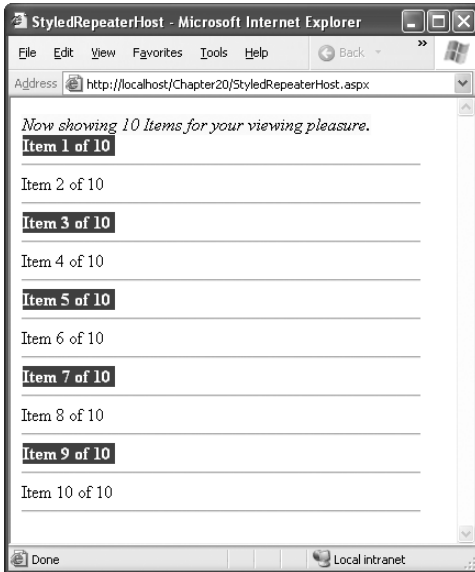 StyledRepeaterHost - Microsoft Internet Explorer
File Edit View Favorites Tools Help Back »
Address http://localhost/Chapter20/StyledRepeaterHost.aspx
Now showing 10 Items for your viewing pleasure.
Item 1 of 10
Item 2 of 10
Item 3 of 10
Item 4 of 10
Item 5 of 10
Item 6 of 10
Item 7 of 10
Item 8 of 10
Item 9 of 10
Item 10 of 10
Done Local intranet